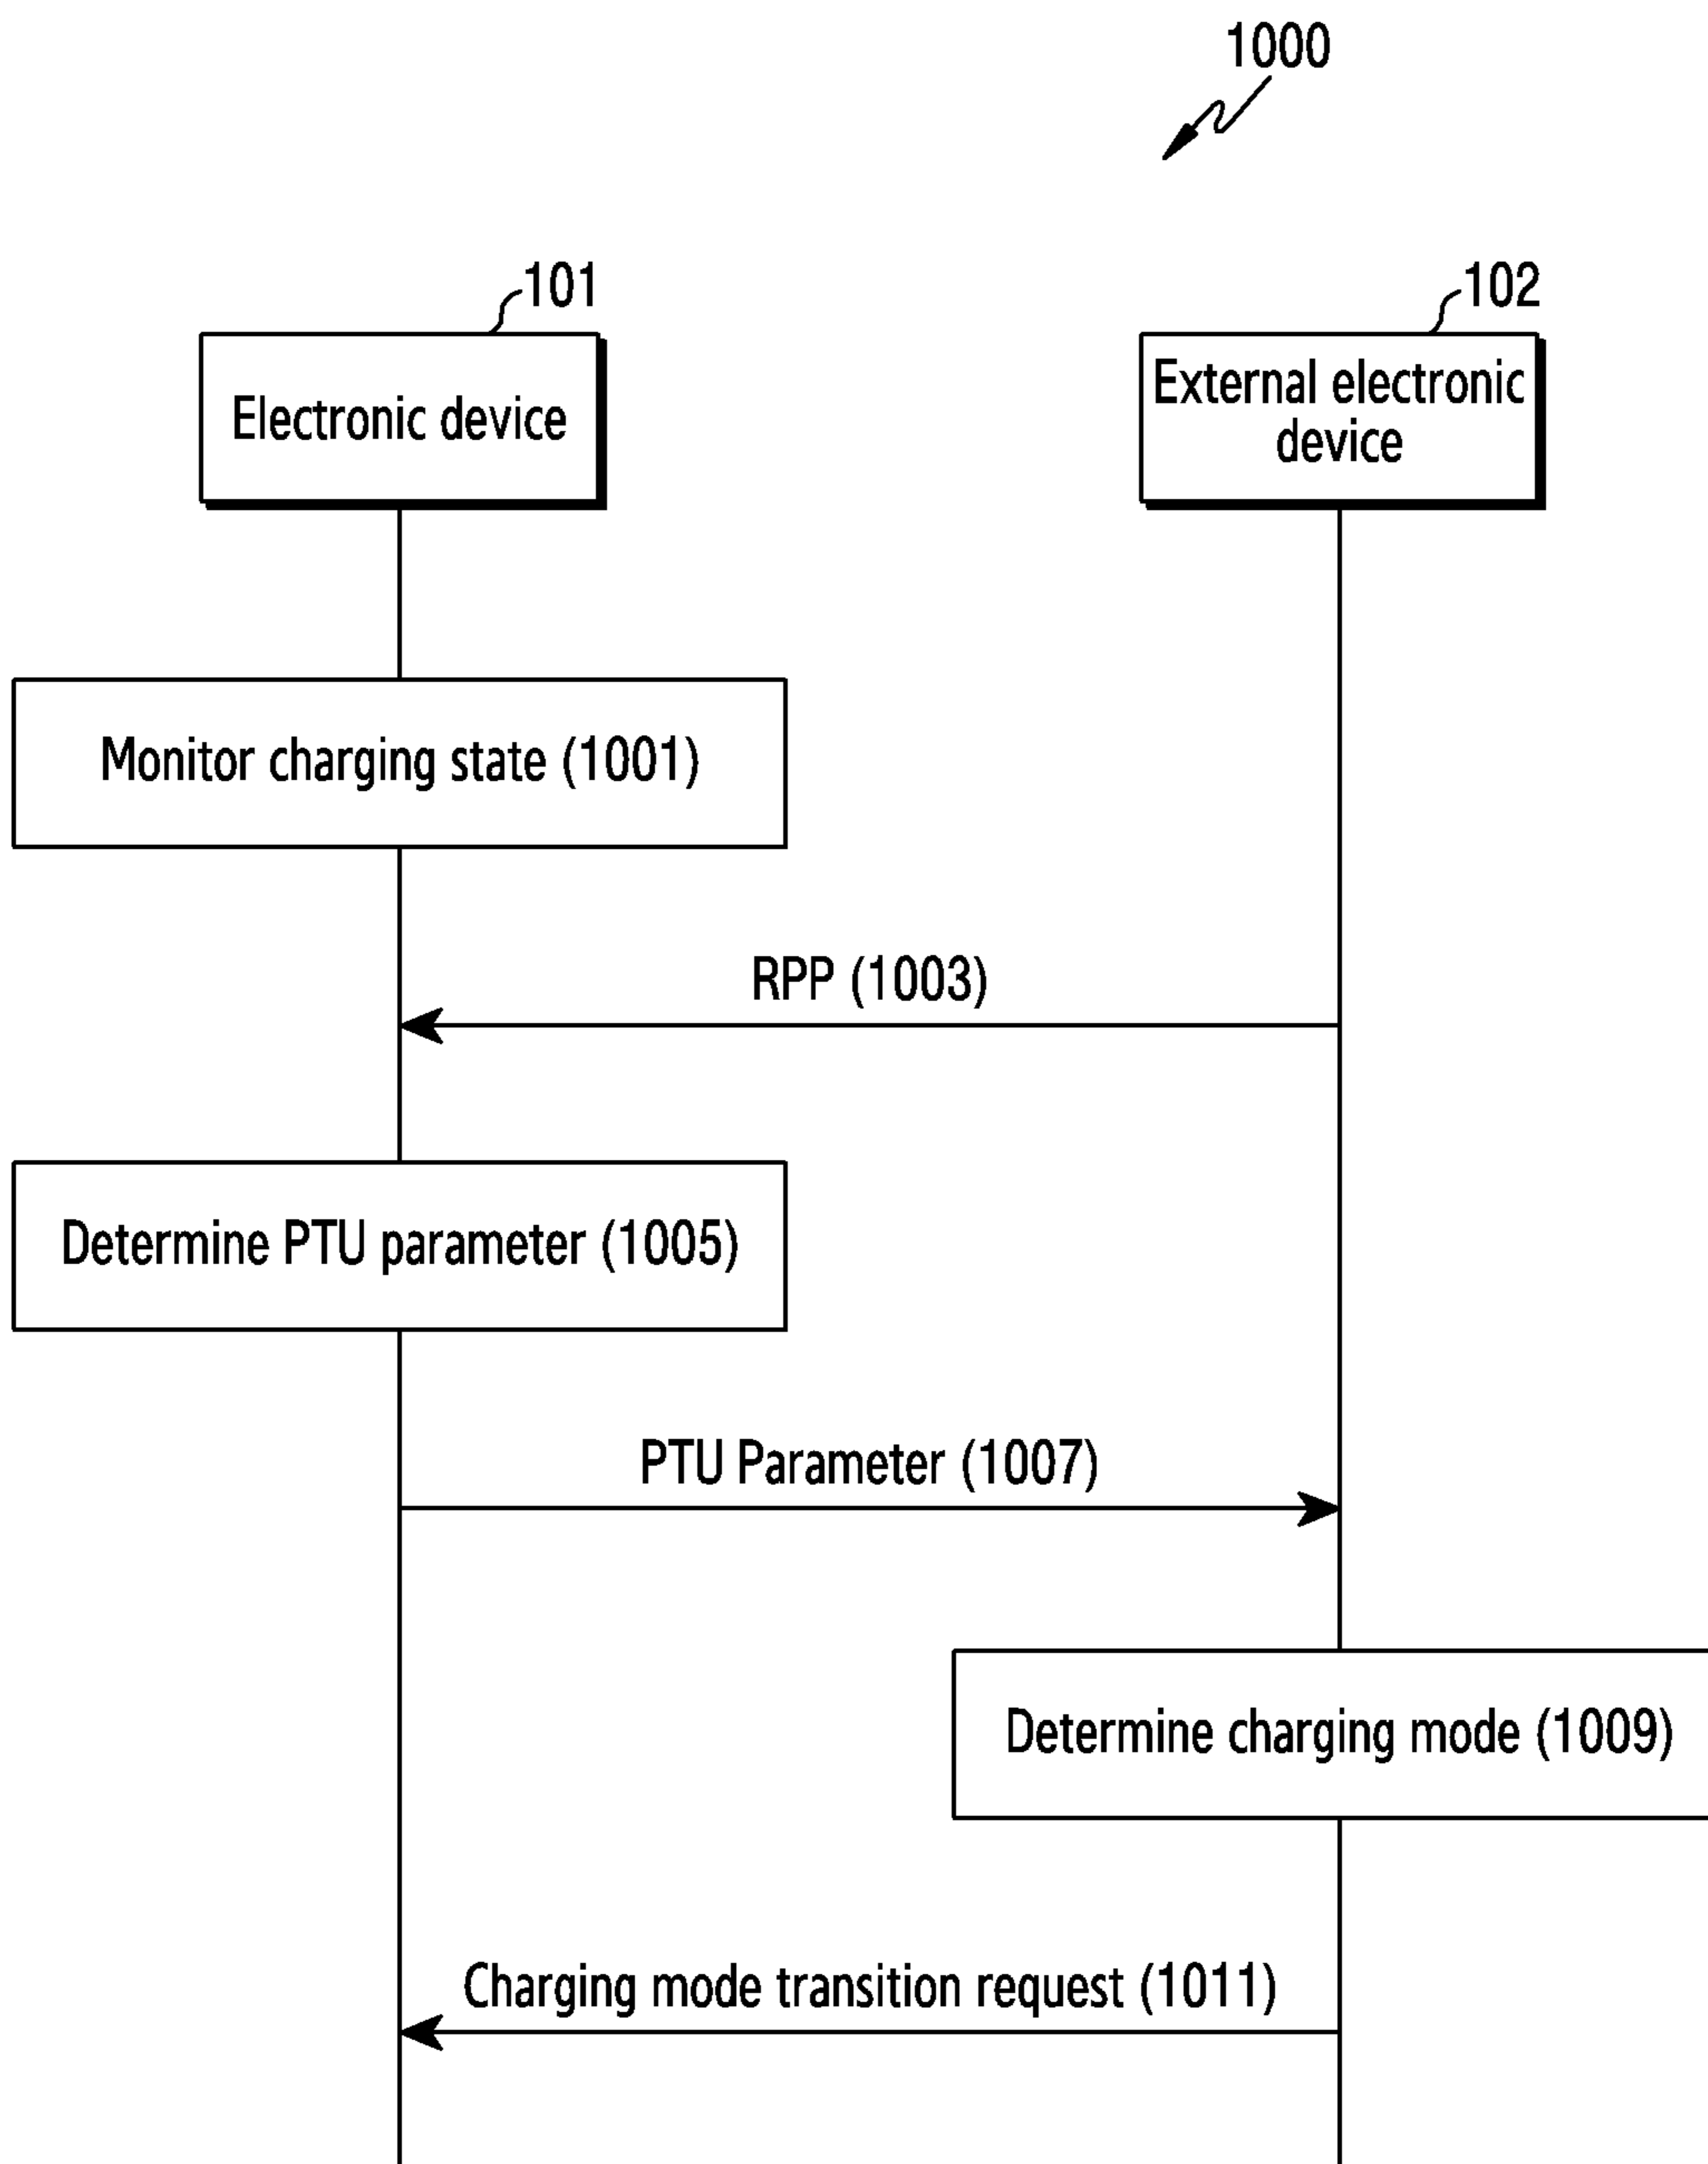 1000
101
102
Electronic device
External electronic
device
Monitor charging state (1001)
RPP (1003)
Determine PTU parameter (1005)
PTU Parameter (1007)
Determine charging mode (1009)
Charging mode transition request (1011)